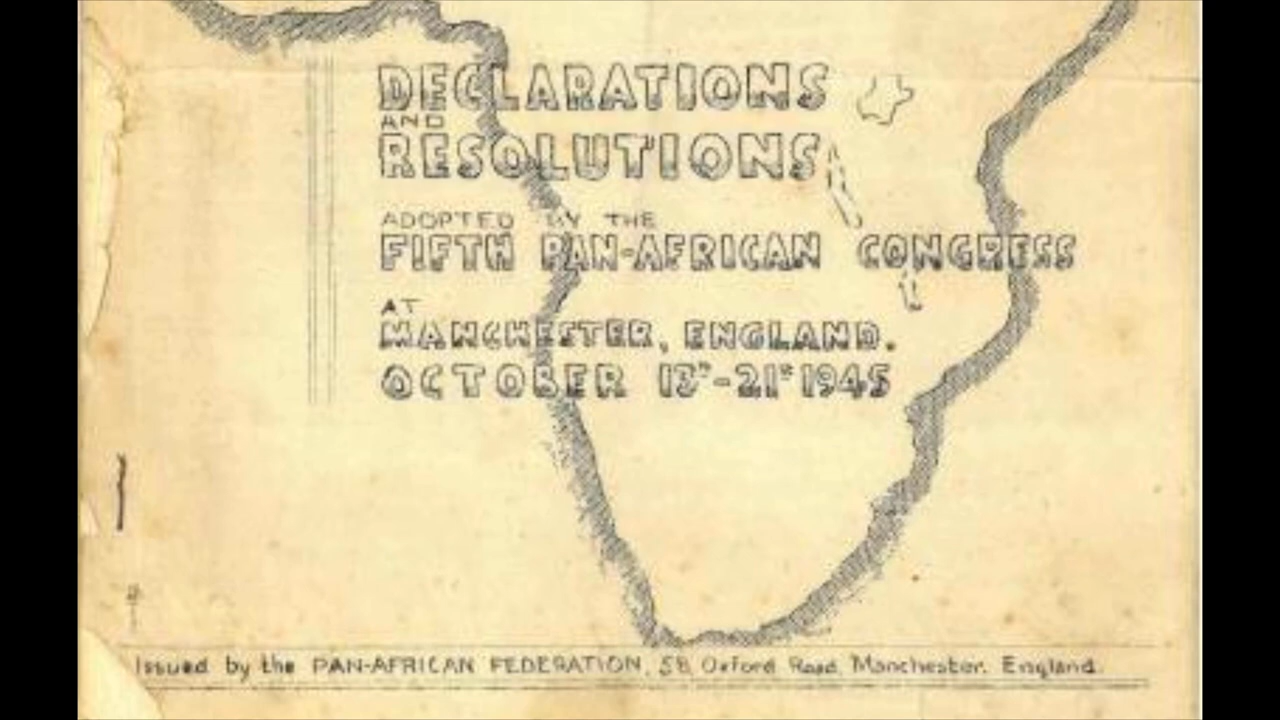 DECLARATIONS
AND
RESOLUTIONS
ADOPTED BY THE
FIFTH PAN-AFRICAN CONGRESS
AT
MANCHESTER, ENGLAND.
OCTOBER 13TH-21ST 1945
Issued by the PAN-AFRICAN FEDERATION, 58, Oxford Road, Manchester. England.